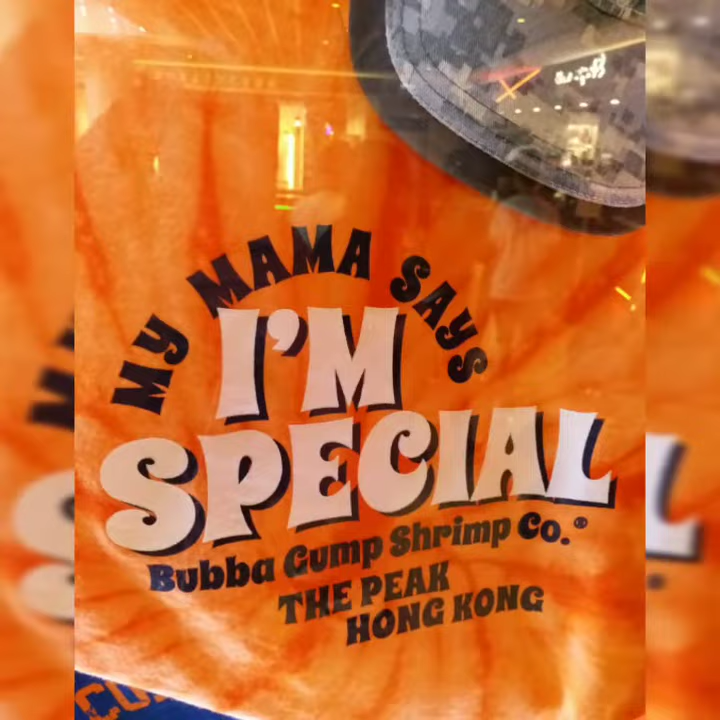 MY MAMA SAYS
I'M
SPECIAL
Bubba Gump Shrimp Co.®
THE PEAK
HONG KONG